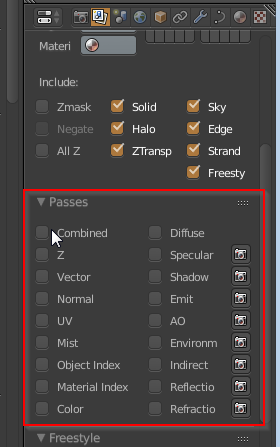 Materi
Include:
Zmask Solid Sky
Negate Halo Edge
All Z ZTransp Strand
Freesty
Passes
Combined Diffuse
Z Specular
Vector Shadow
Normal Emit
UV AO
Mist Environm
Object Index Indirect
Material Index Reflectio
Color Refractio
Freestyle